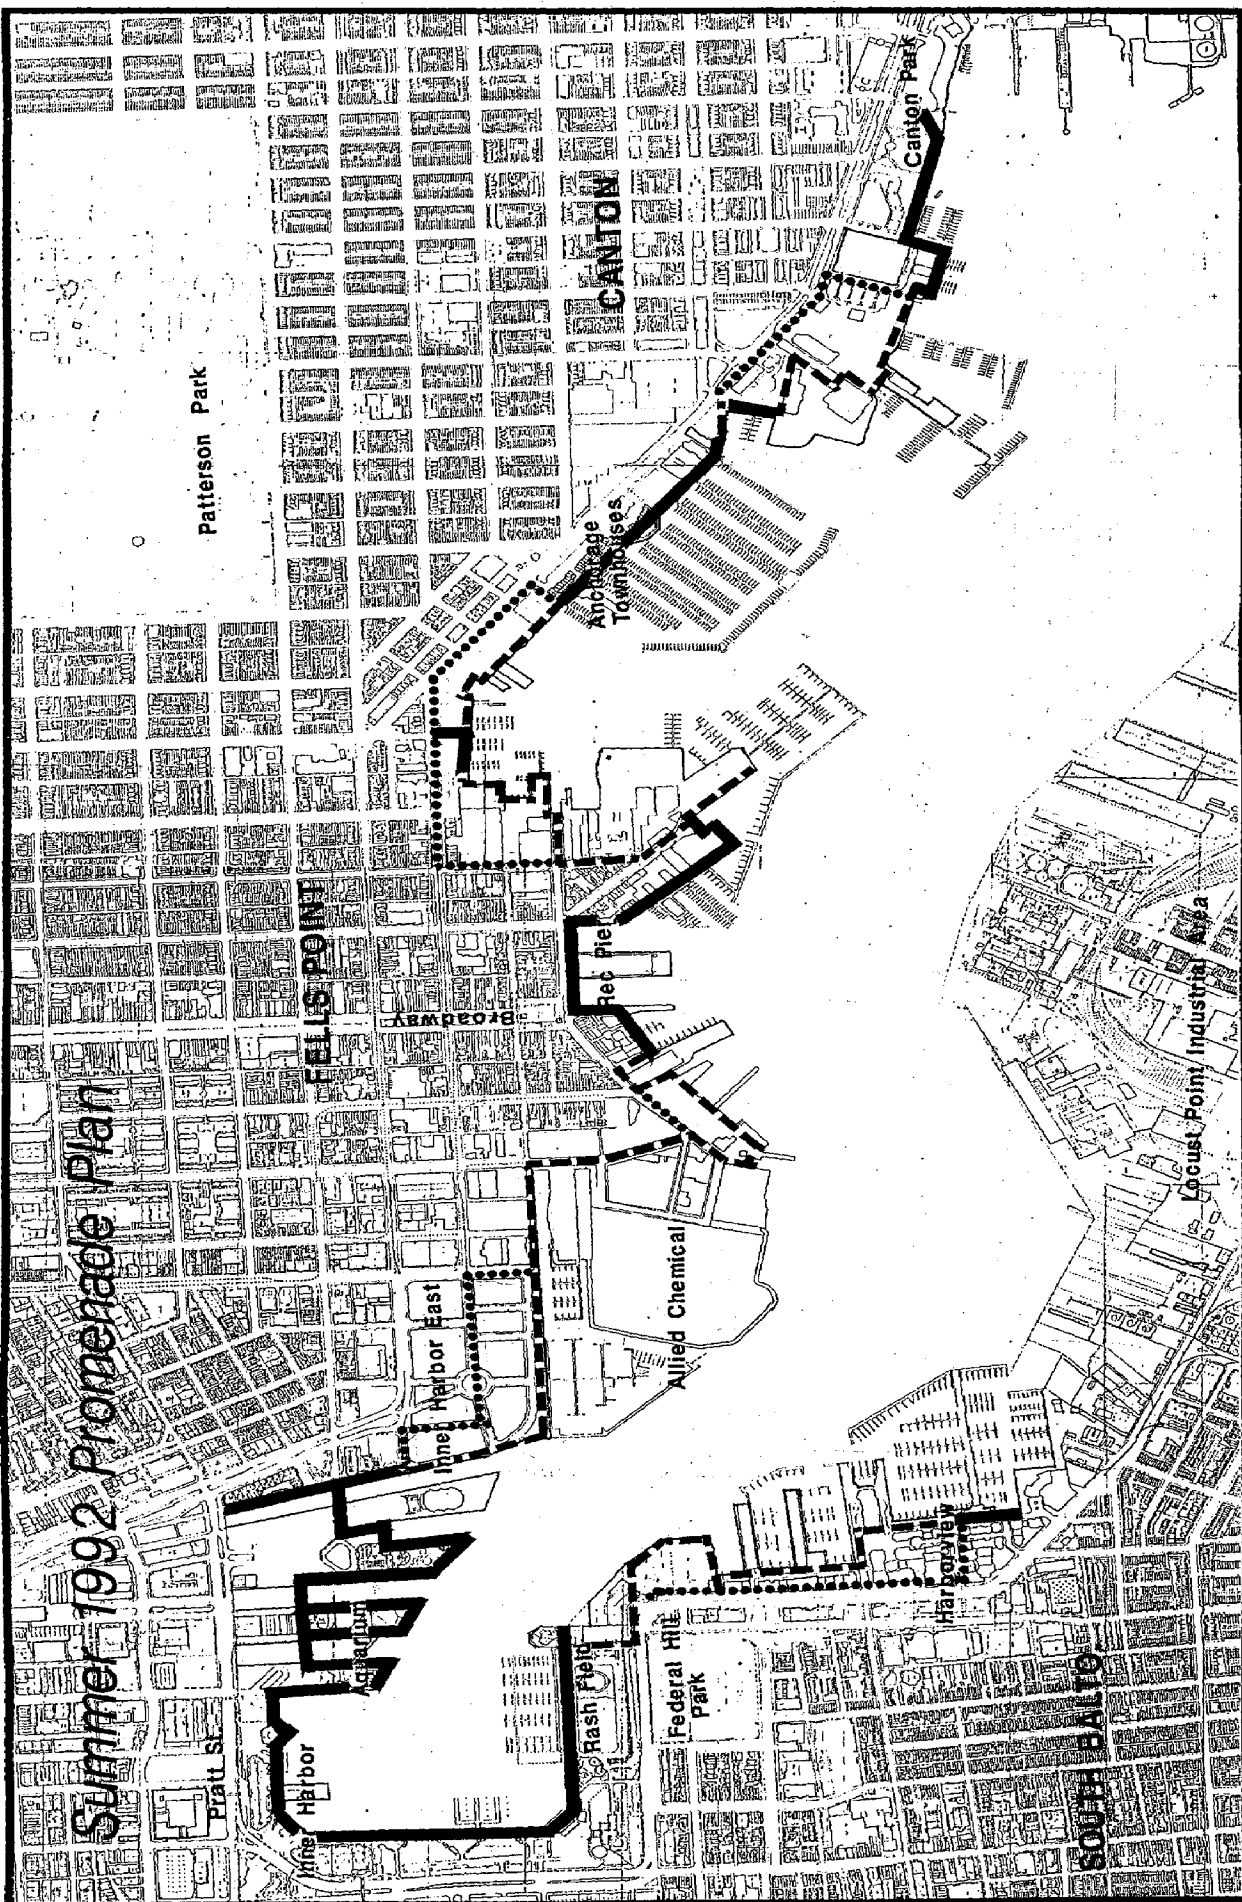 Summer 1992 Promenade Plan
Patterson Park
Canton Park
CANTON
Anchorage
Townhouses
FELLS POINT
Broadway
Rec Pier
Locust Point Industrial Area
Inner Harbor East
Allied Chemical
Pratt St.
Inner Harbor
Aquarium
Rash Field
Federal Hill
Park
Harborview
SOUTH BALTO.